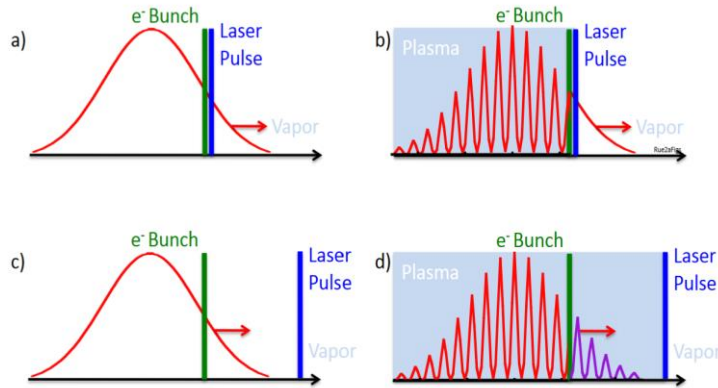 a)
e⁻ Bunch
Laser
Pulse
Vapor
b)
Plasma
e⁻ Bunch
Laser
Pulse
Vapor
c)
e⁻ Bunch
Laser
Pulse
Vapor
d)
Plasma
e⁻ Bunch
Laser
Pulse
Vapor